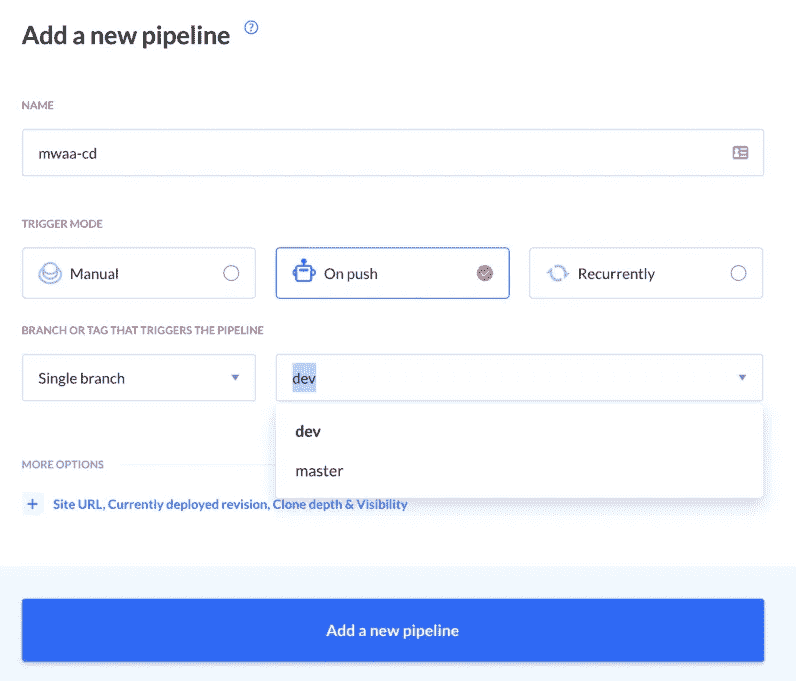 Add a new pipeline ?
NAME
mwaa-cd
TRIGGER MODE
Manual On push Recurrently
BRANCH OR TAG THAT TRIGGERS THE PIPELINE
Single branch dev
dev
MORE OPTIONS
master
+ Site URL, Currently deployed revision, Clone depth & Visibility
Add a new pipeline